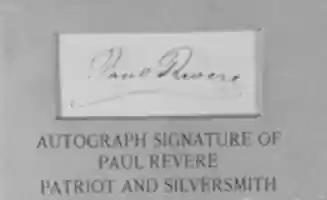 Paul Revere
AUTOGRAPH SIGNATURE OF
PAUL REVERE
PATRIOT AND SILVERSMITH